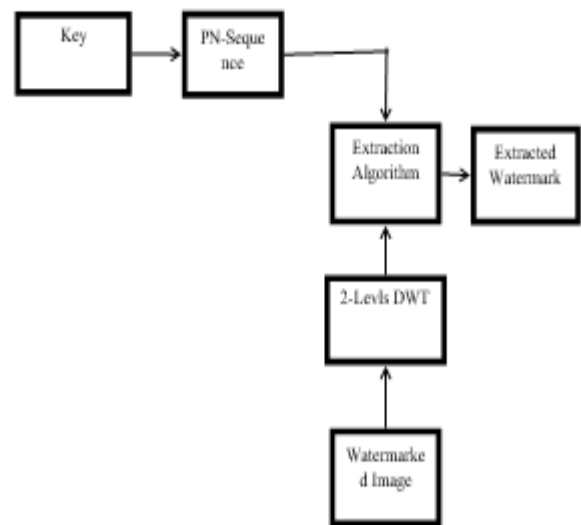 Key
PN-Seque
nce
Extraction
Algorithm
Extracted
Watermark
2-Levls DWT
Watermarke
d Image